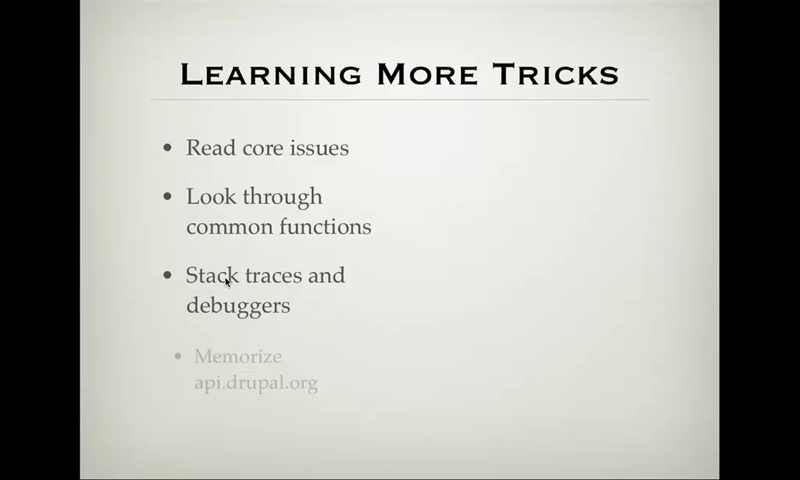 Learning More Tricks
• Read core issues
• Look through
common functions
• Stack traces and
debuggers
• Memorize
api.drupal.org